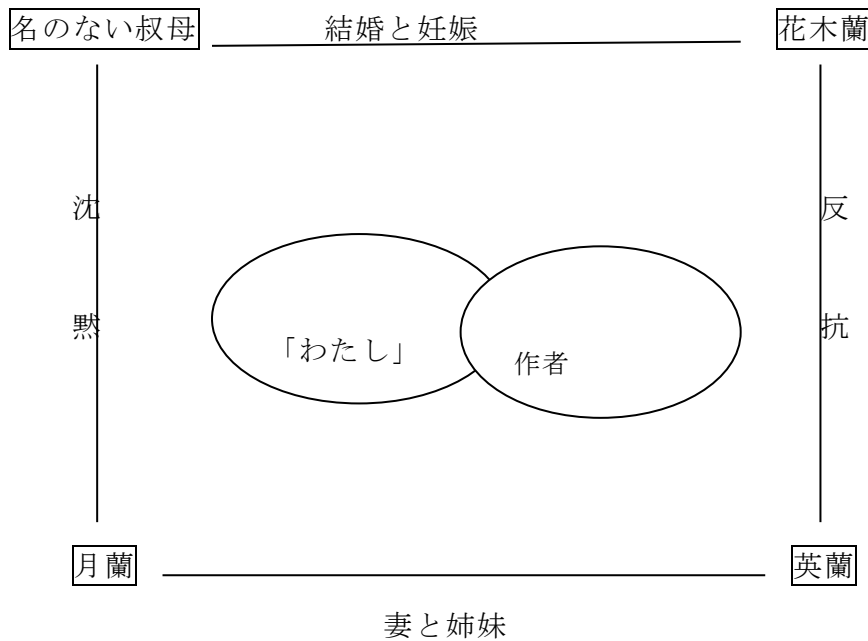 名のない叔母
結婚と妊娠
花木蘭
沈黙
反抗
「わたし」
作者
月蘭
英蘭
妻と姉妹